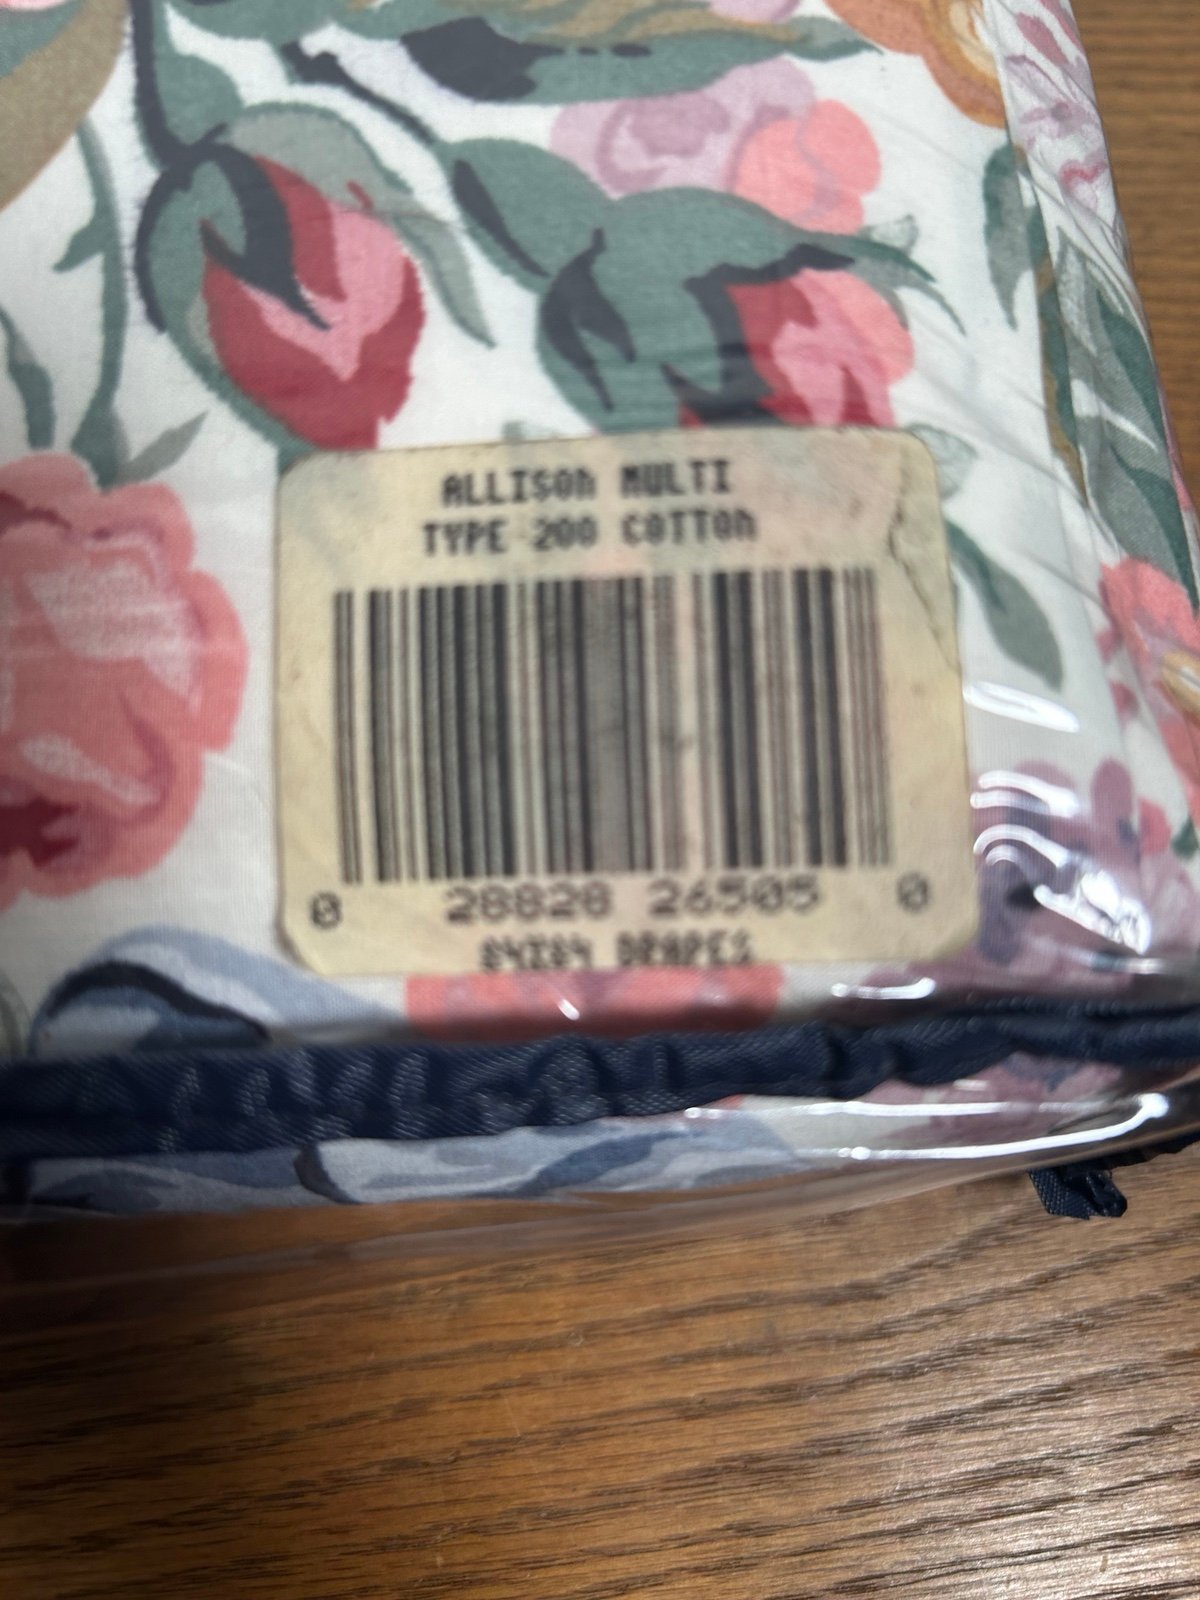 ALLISON MULTI
TYPE 200 COTTON
0 28828 26505 0
84X84 DRAPES